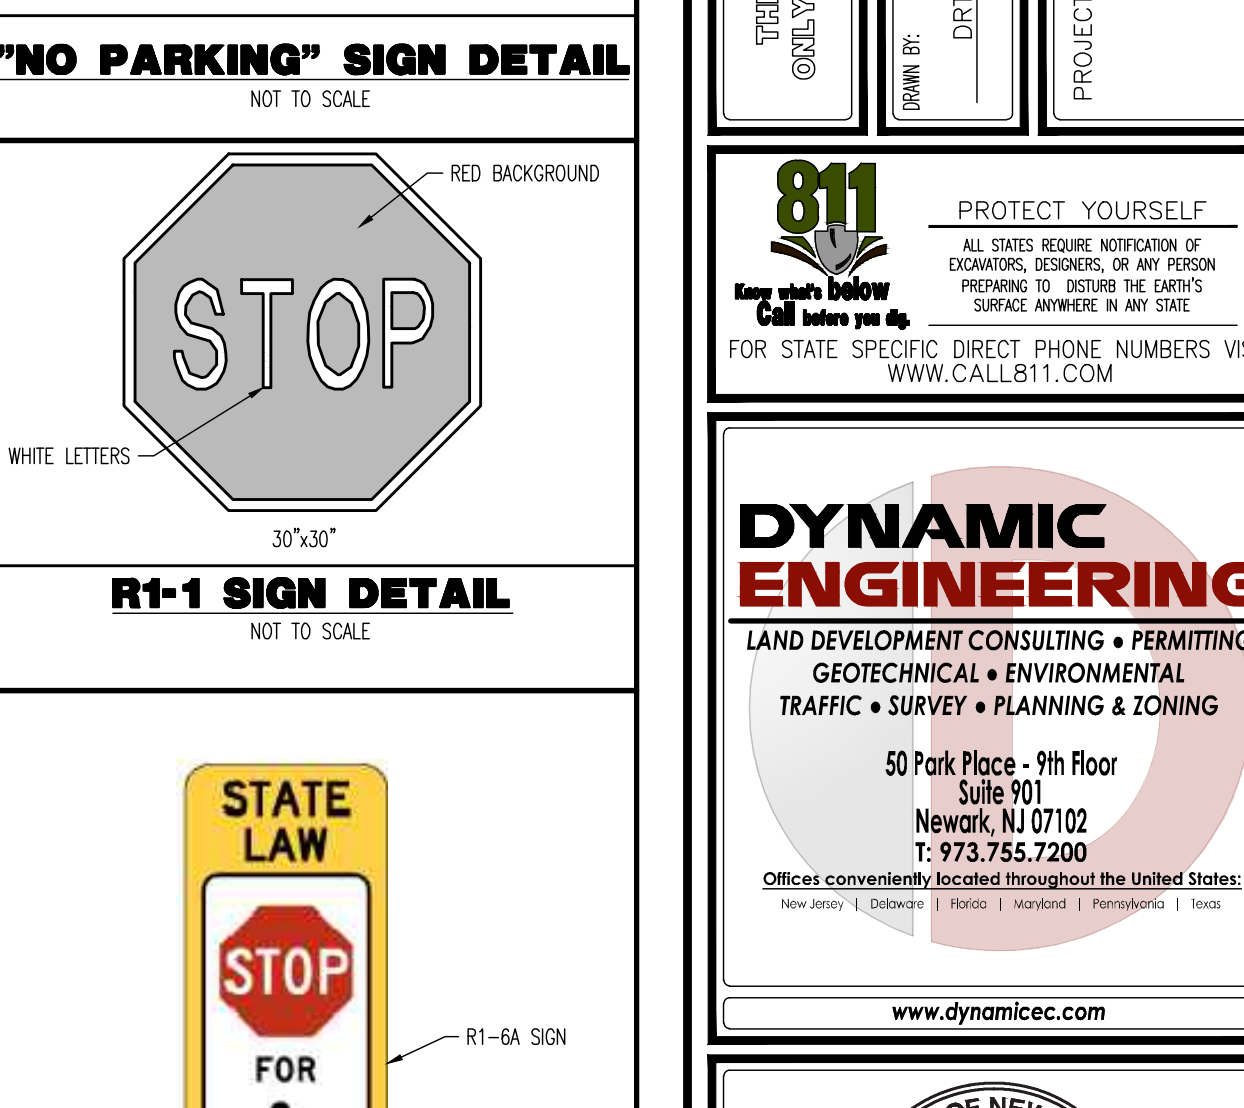 "NO PARKING" SIGN DETAIL
NOT TO SCALE
RED BACKGROUND
STOP
WHITE LETTERS
30"x30"
R1-1 SIGN DETAIL
NOT TO SCALE
STATE
LAW
STOP
FOR
R1-6A SIGN
ONLY
DRAWN BY:
DRT
PROJECT
811
Know what's below
Call before you dig.
PROTECT YOURSELF
ALL STATES REQUIRE NOTIFICATION OF
EXCAVATORS, DESIGNERS, OR ANY PERSON
PREPARING TO DISTURB THE EARTH'S
SURFACE ANYWHERE IN ANY STATE
FOR STATE SPECIFIC DIRECT PHONE NUMBERS
WWW.CALL811.COM
DYNAMIC
ENGINEERING
LAND DEVELOPMENT CONSULTING • PERMITTING
GEOTECHNICAL • ENVIRONMENTAL
TRAFFIC • SURVEY • PLANNING & ZONING
50 Park Place - 9th Floor
Suite 901
Newark, NJ 07102
T: 973.755.7200
Offices conveniently located throughout the United States:
New Jersey | Delaware | Florida | Maryland | Pennsylvania | Texas
www.dynamicec.com
OF NEW